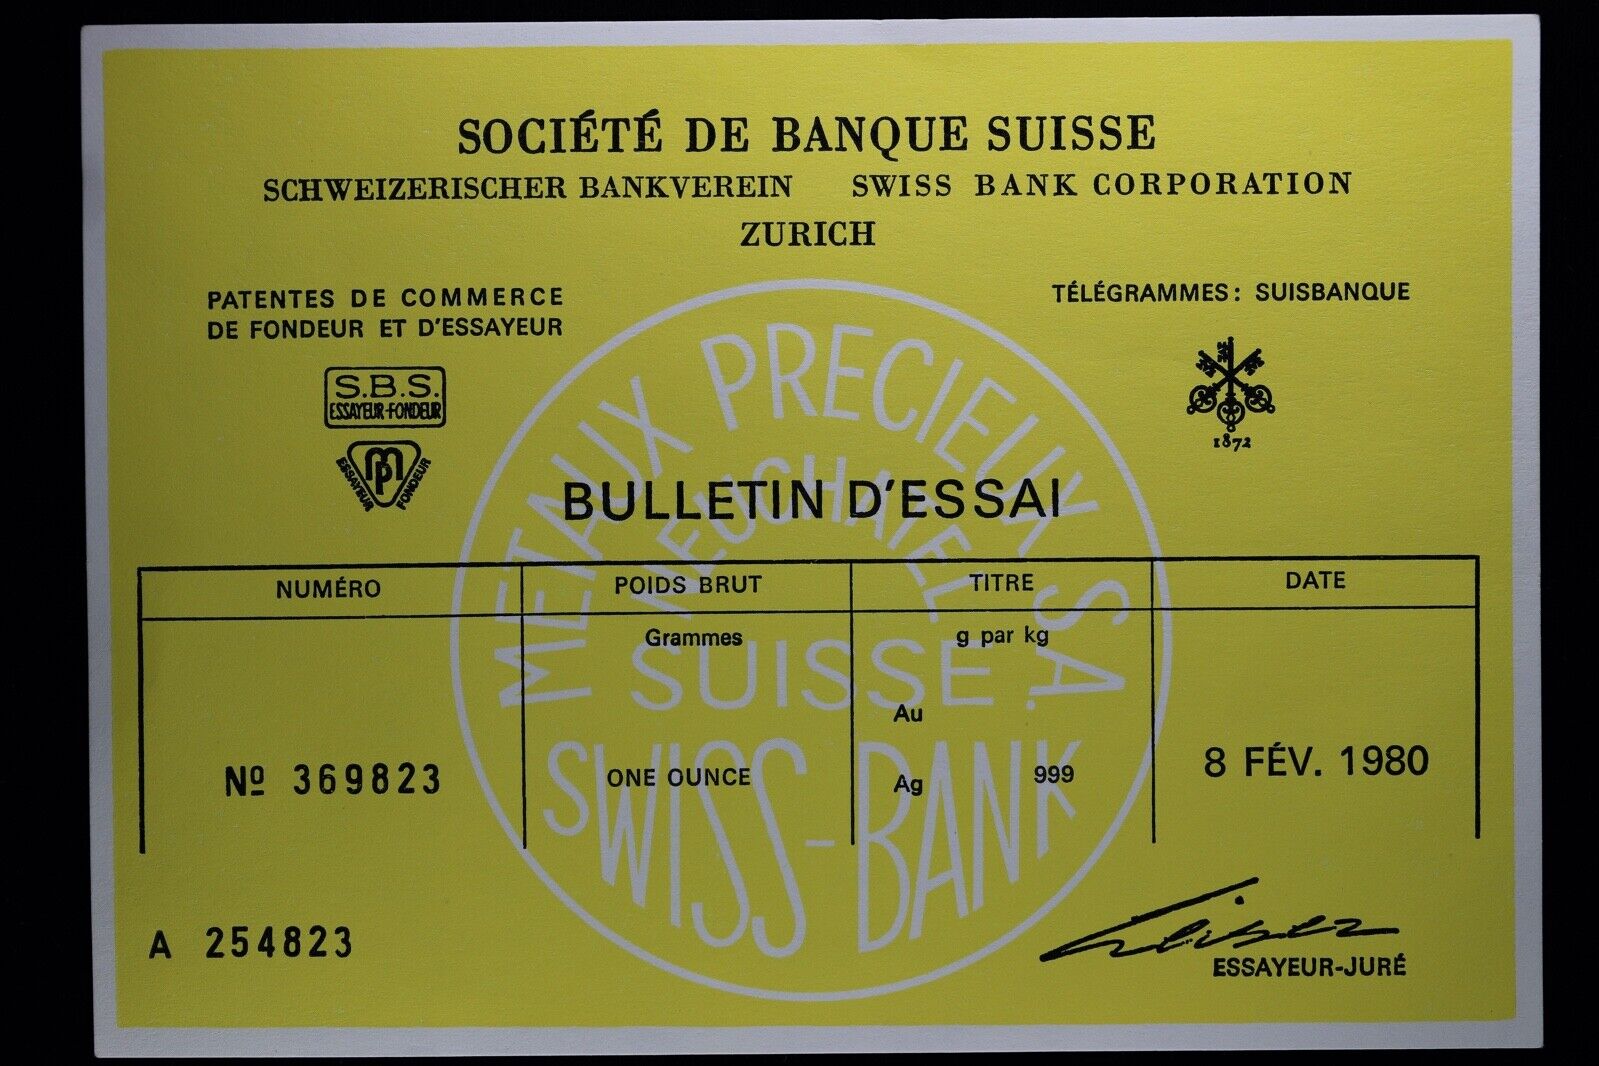 SOCIÉTÉ DE BANQUE SUISSE
SCHWEIZERISCHER BANKVEREIN SWISS BANK CORPORATION
ZURICH
PATENTES DE COMMERCE
DE FONDEUR ET D'ESSAYEUR
TÉLÉGRAMMES: SUISBANQUE
S.B.S.
ESSAYEUR-FONDEUR
MP
ESSAYEUR FONDEUR
1872
METAUX PRECIEUX S.A.
NEUCHATEL
SUISSE
SWISS-BANK
BULLETIN D'ESSAI
NUMÉRO POIDS BRUT TITRE DATE
Grammes g par kg
Au
Nº 369823 ONE OUNCE Ag 999 8 FÉV. 1980
A 254823
ESSAYEUR-JURÉ